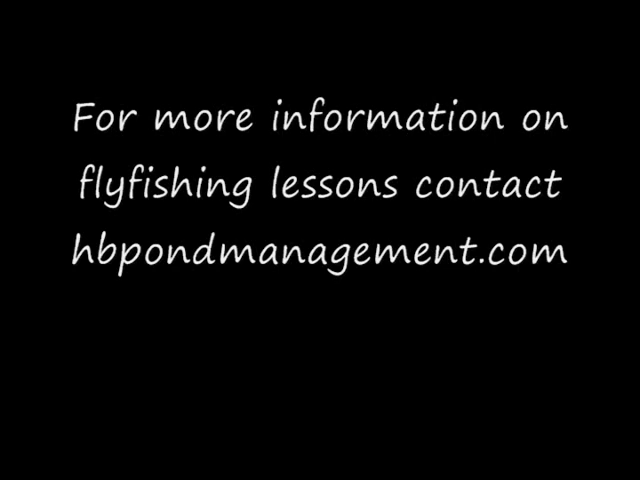 For more information on
flyfishing lessons contact
hbpondmanagement.com